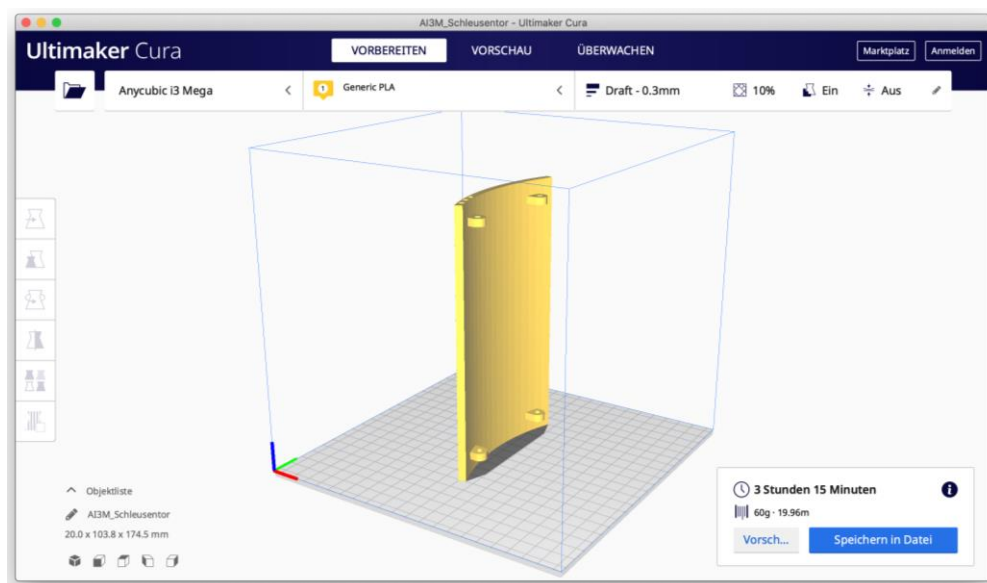 AI3M_Schleusentor - Ultimaker Cura
Ultimaker Cura
VORBEREITEN
VORSCHAU
ÜBERWACHEN
Marktplatz
Anmelden
Anycubic i3 Mega
1
Generic PLA
Draft - 0.3mm
10%
Ein
Aus
Objektliste
AI3M_Schleusentor
20.0 x 103.8 x 174.5 mm
3 Stunden 15 Minuten
60g · 19.96m
Vorsch...
Speichern in Datei